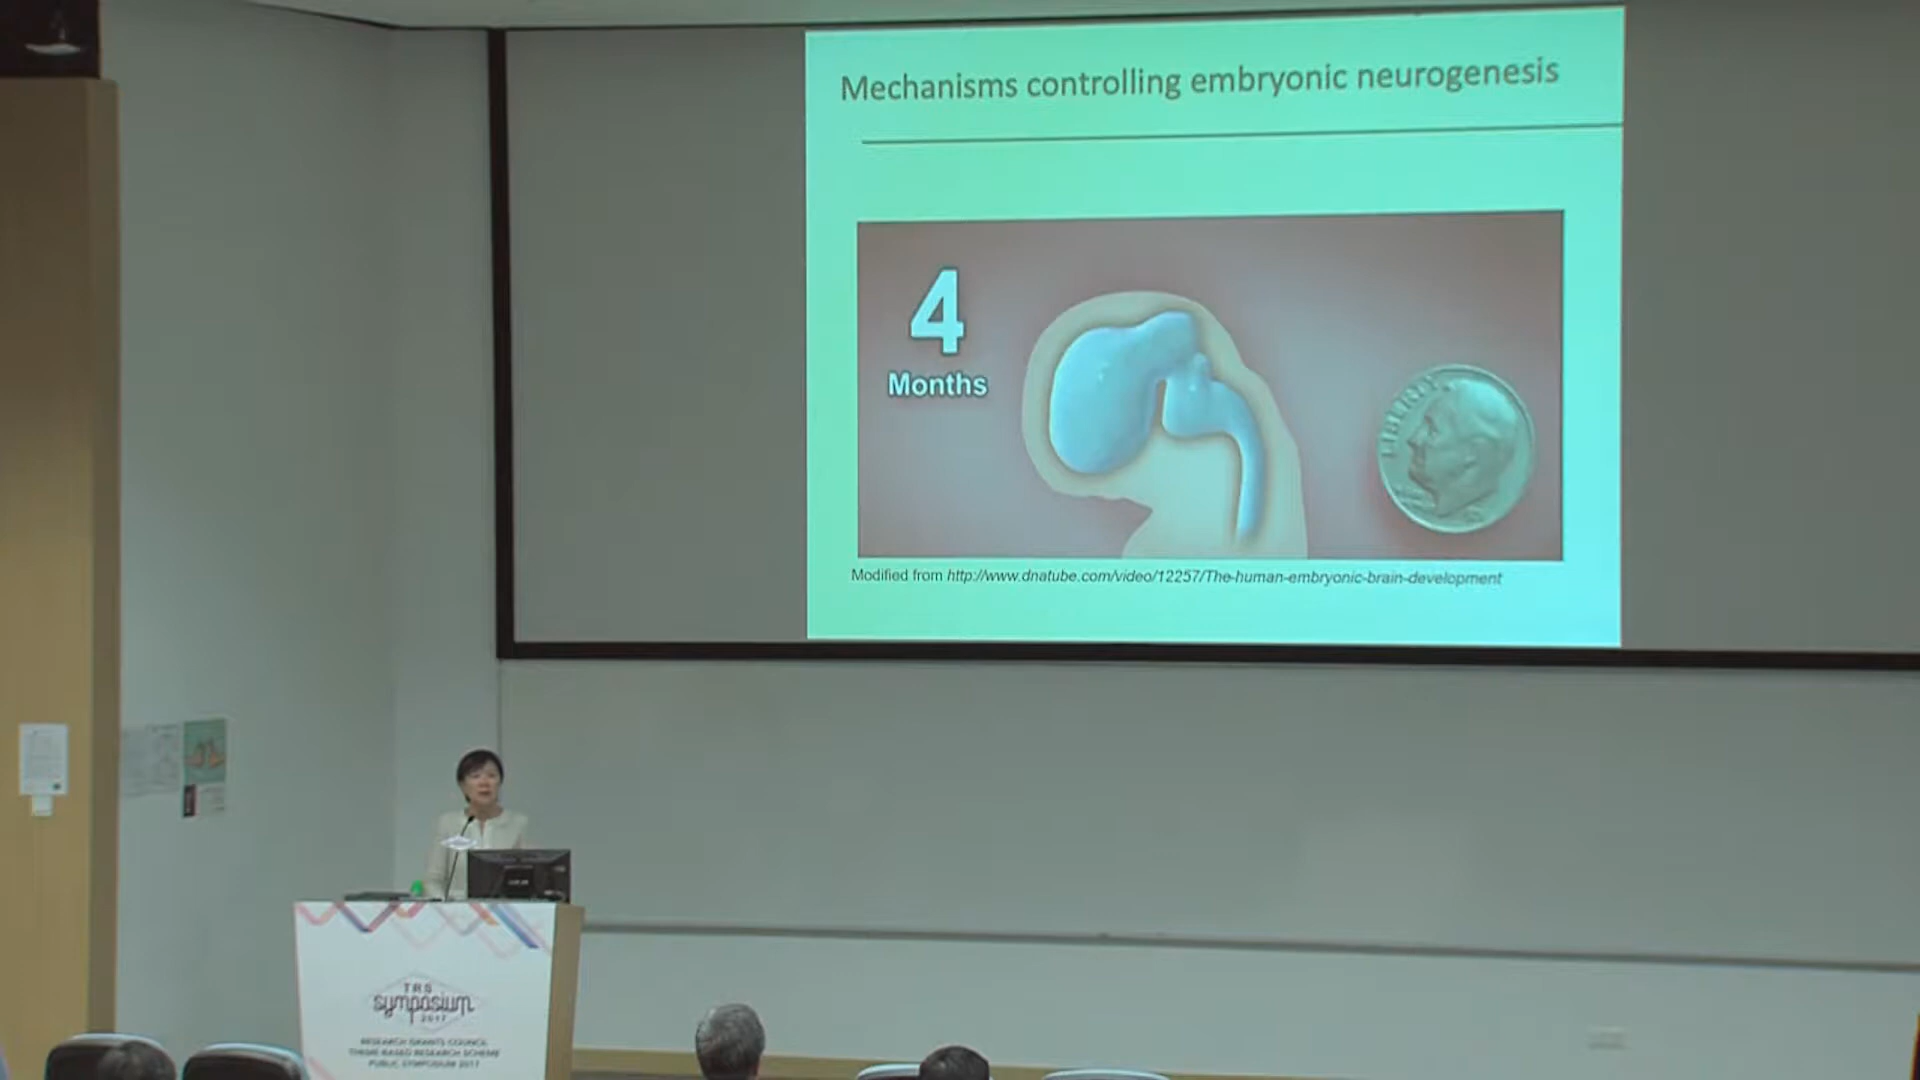 Mechanisms controlling embryonic neurogenesis
4
Months
LIBERTY
Modified from http://www.dnatube.com/video/12257/The-human-embryonic-brain-development
TRS
symposium
2017
RESEARCH GRANTS COUNCIL
THEME-BASED RESEARCH SCHEME
PUBLIC SYMPOSIUM 2017